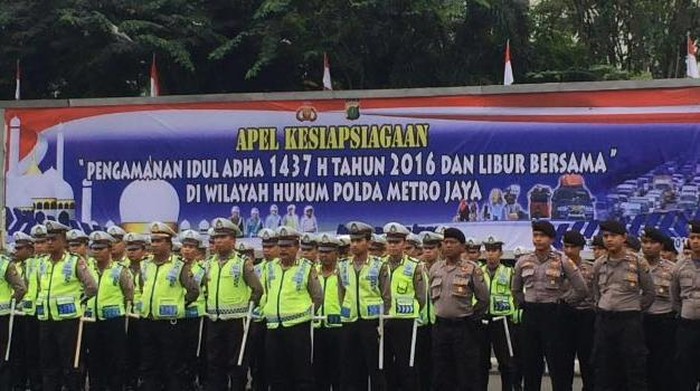 APEL KESIAPSIAGAAN
"PENGAMANAN IDUL ADHA 1437 H TAHUN 2016 DAN LIBUR BERSAMA"
DI WILAYAH HUKUM POLDA METRO JAYA